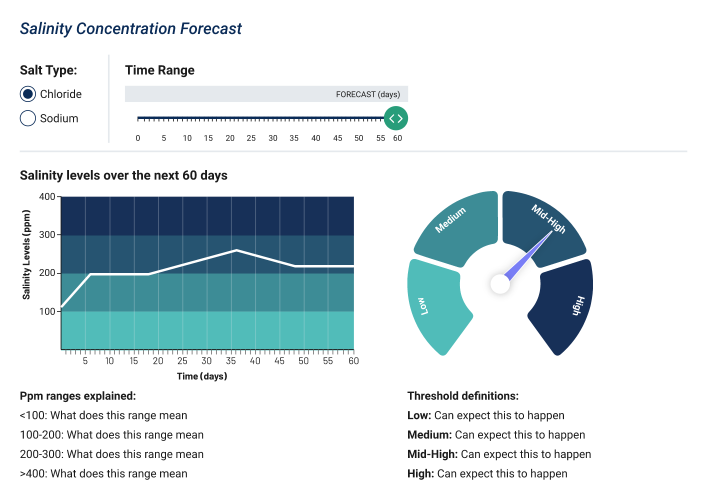 Salinity Concentration Forecast
Salt Type:
Time Range
Chloride
Sodium
FORECAST (days)
0 5 10 15 20 25 30 35 40 45 50 55 60
Salinity levels over the next 60 days
Salinity Levels (ppm)
400
300
200
100
5 10 15 20 25 30 35 40 45 50 55 60
Time (days)
Low
Medium
Mid-High
High
Ppm ranges explained:
<100: What does this range mean
100-200: What does this range mean
200-300: What does this range mean
>400: What does this range mean
Threshold definitions:
Low: Can expect this to happen
Medium: Can expect this to happen
Mid-High: Can expect this to happen
High: Can expect this to happen